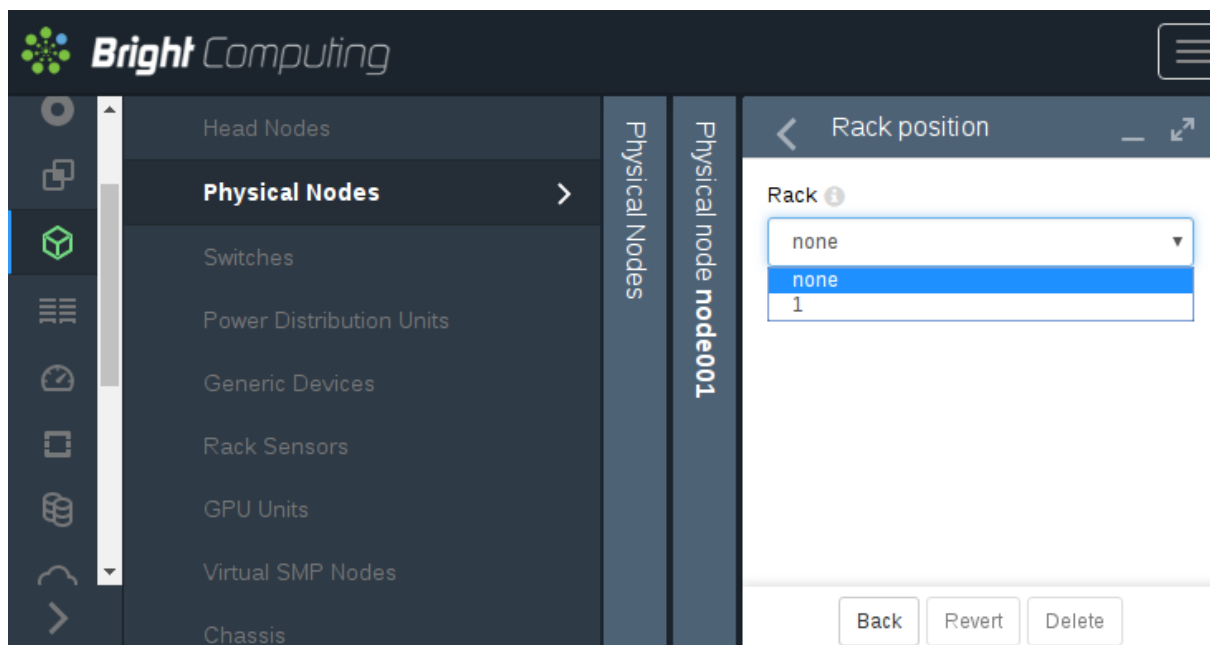 Bright Computing
Head Nodes
Physical Nodes
Switches
Power Distribution Units
Generic Devices
Rack Sensors
GPU Units
Virtual SMP Nodes
Chassis
Physical Nodes
Physical node node001
Rack position
Rack
none
none
1
Back
Revert
Delete